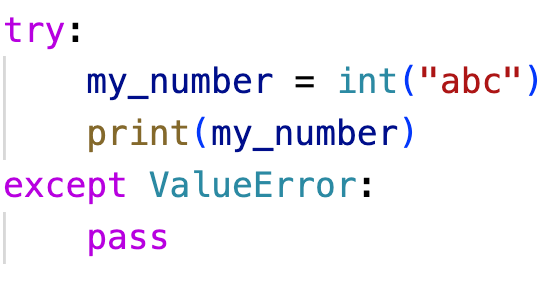 try:
    my_number = int("abc")
    print(my_number)
except ValueError:
    pass